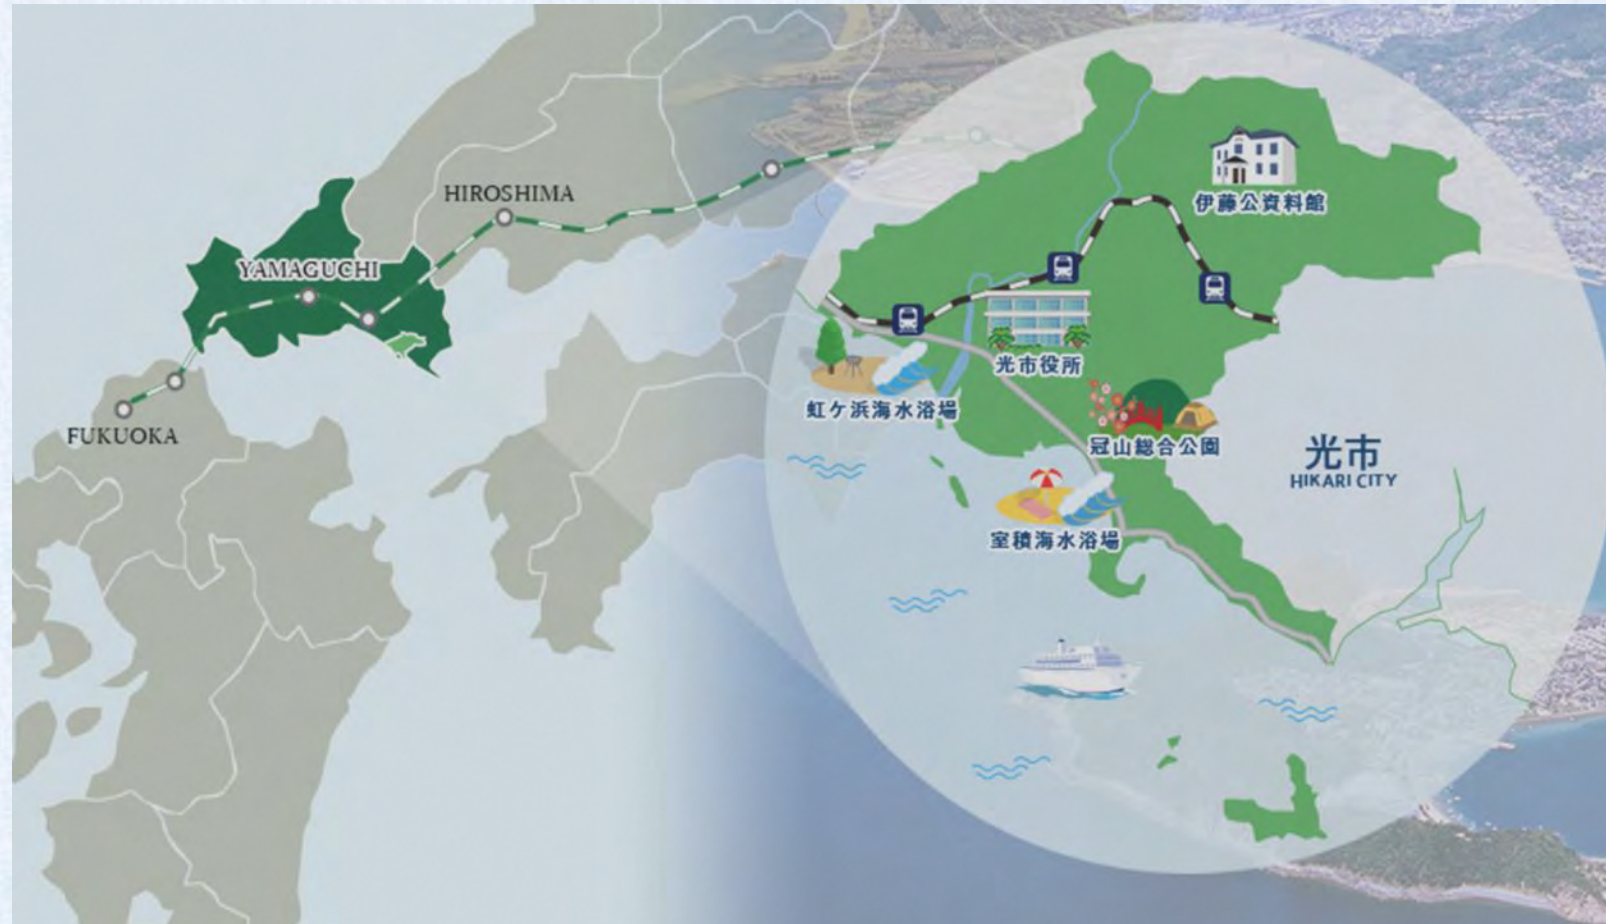 HIROSHIMA
YAMAGUCHI
FUKUOKA
伊藤公資料館
光市役所
虹ケ浜海水浴場
冠山総合公園
光市
HIKARI CITY
室積海水浴場